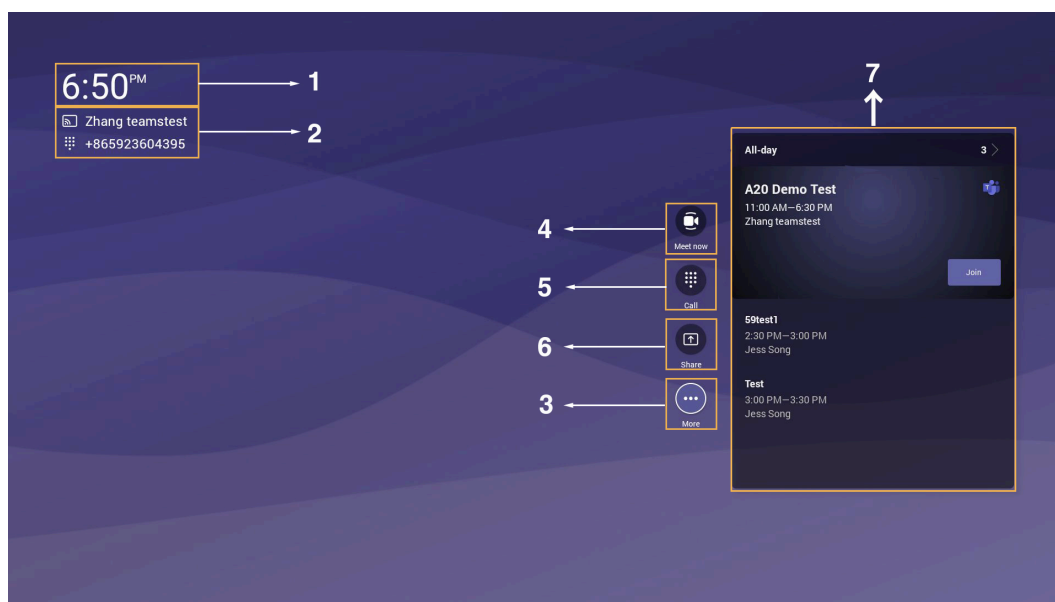 6:50 PM
1
Zhang teamstest
+865923604395
2
7
All-day 3
A20 Demo Test
11:00 AM—6:30 PM
Zhang teamstest
Join
59test1
2:30 PM—3:00 PM
Jess Song
Test
3:00 PM—3:30 PM
Jess Song
4
Meet now
5
Call
6
Share
3
More